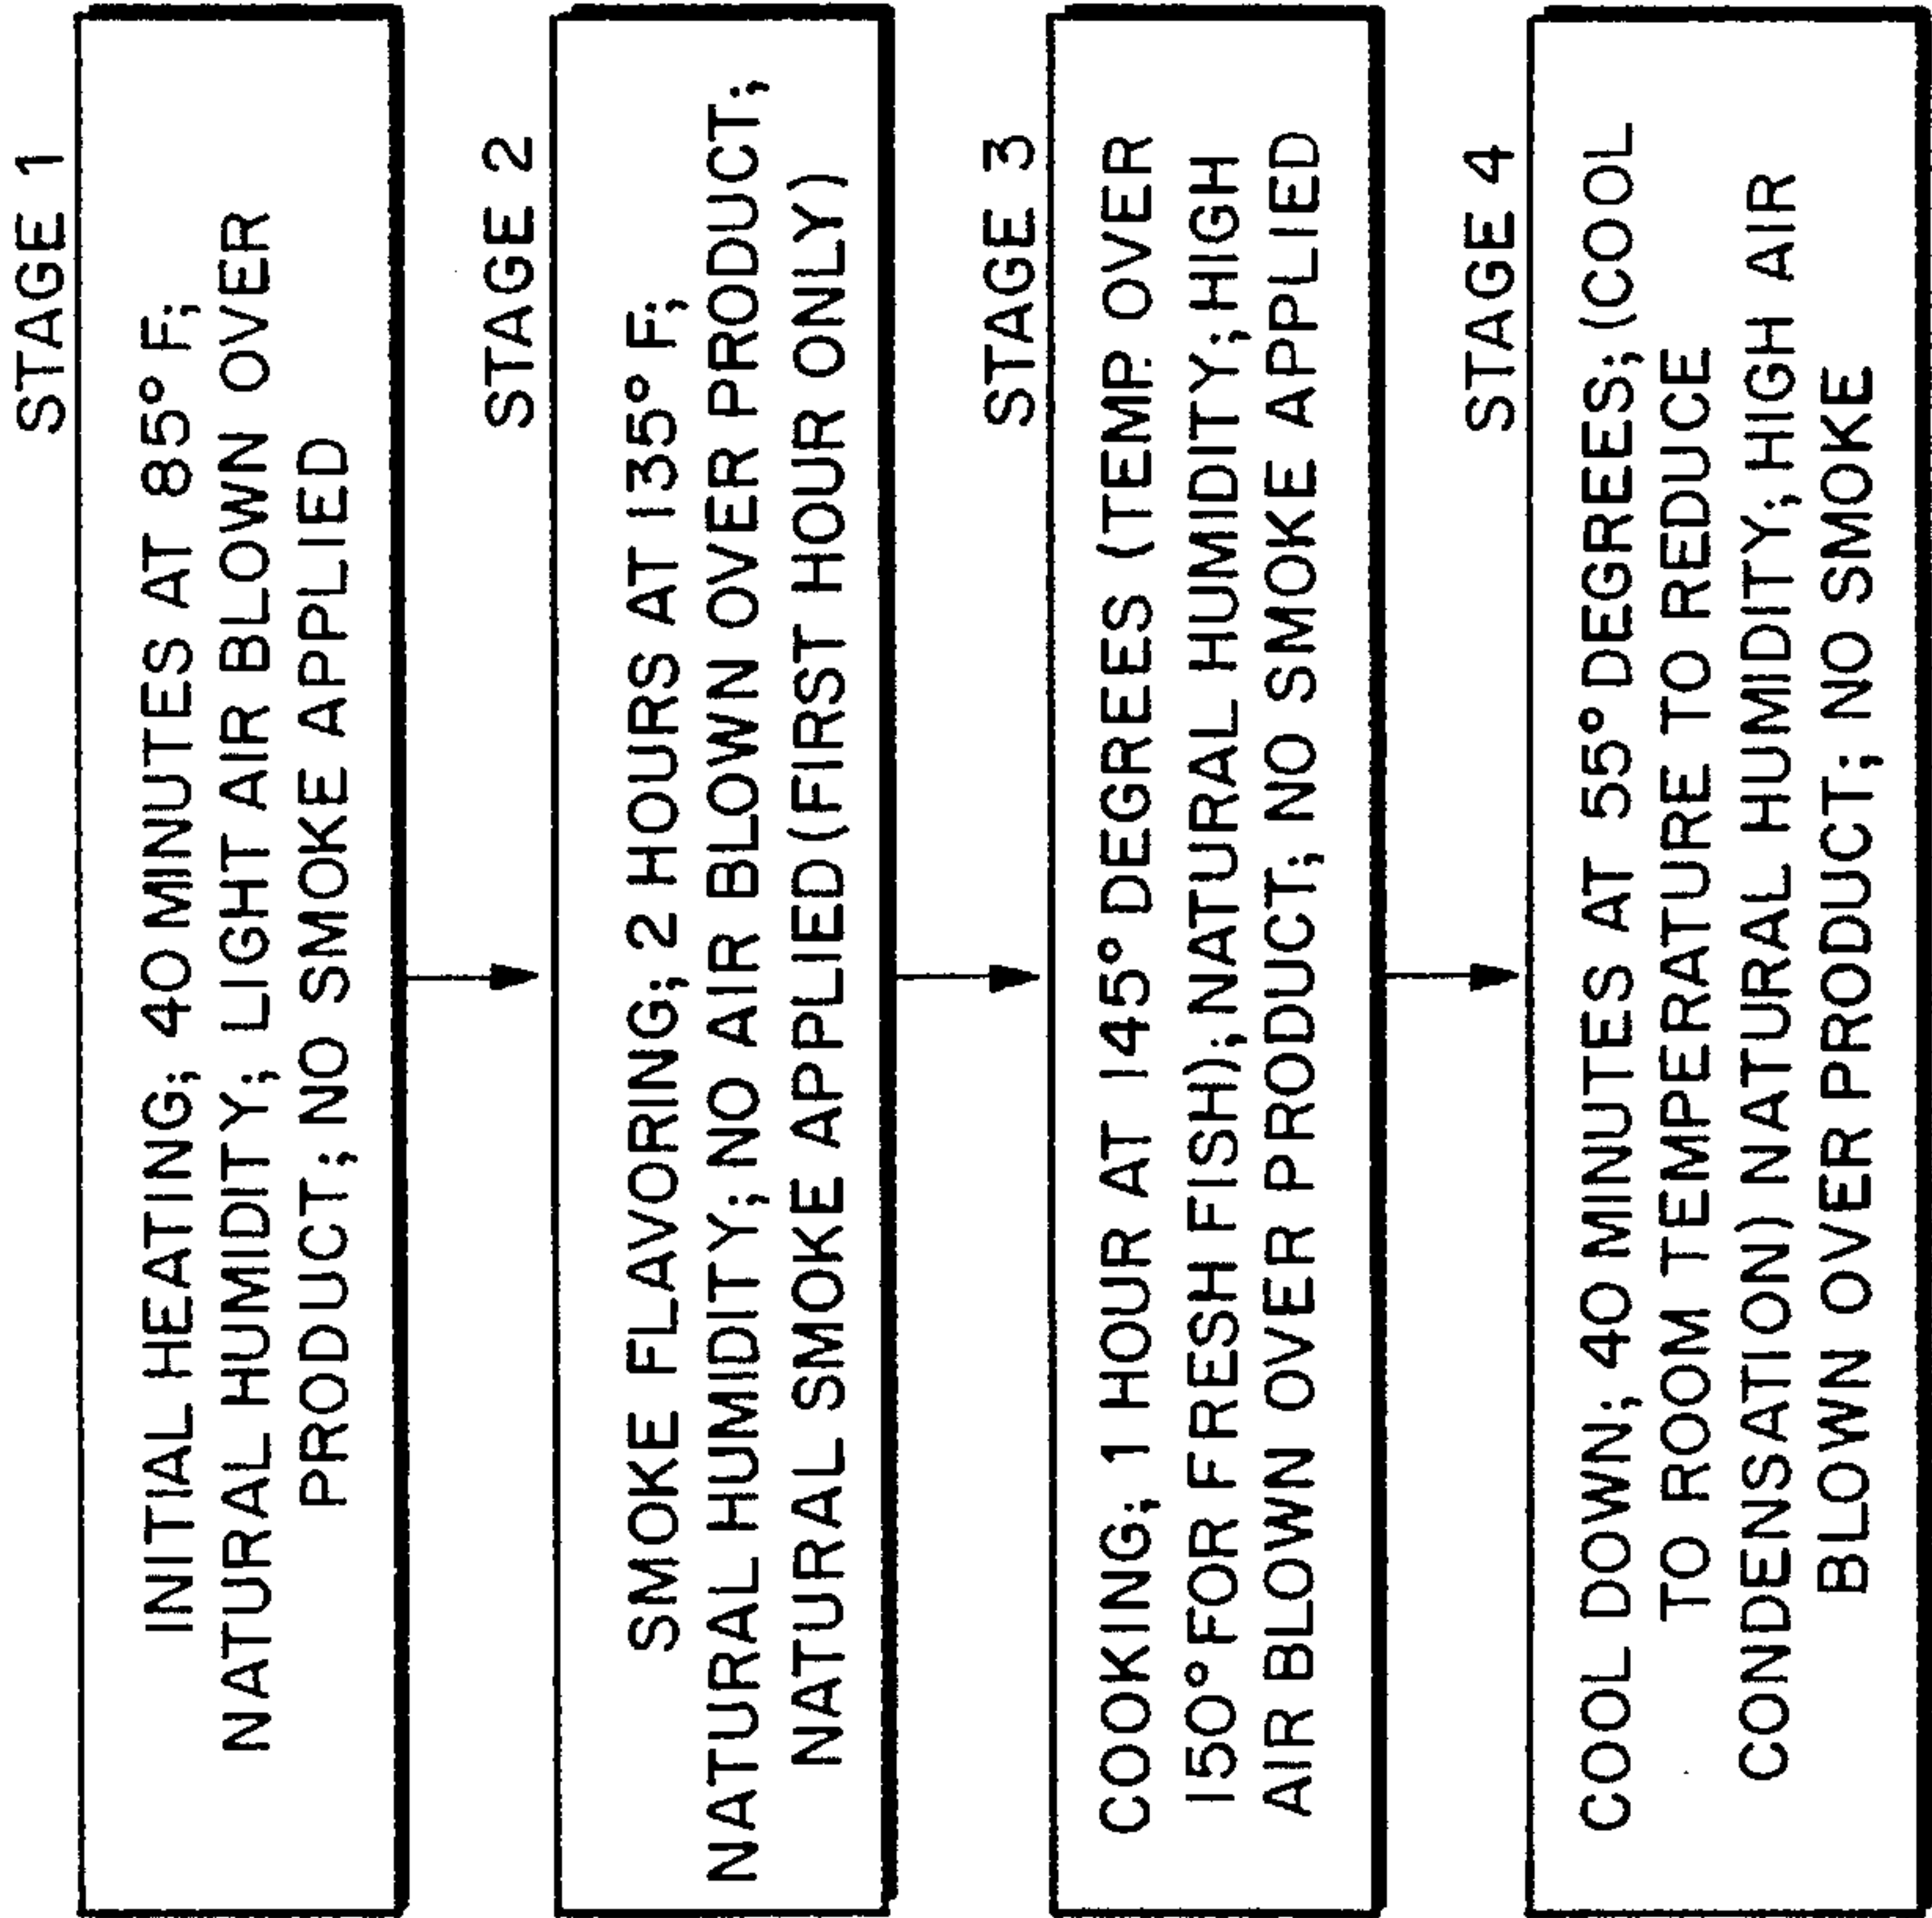 STAGE 1
INITIAL HEATING; 40 MINUTES AT 85° F;
NATURAL HUMIDITY; LIGHT AIR BLOWN OVER
PRODUCT; NO SMOKE APPLIED
STAGE 2
SMOKE FLAVORING; 2 HOURS AT 135° F;
NATURAL HUMIDITY; NO AIR BLOWN OVER PRODUCT;
NATURAL SMOKE APPLIED (FIRST HOUR ONLY)
STAGE 3
COOKING; 1 HOUR AT 145° DEGREES (TEMP. OVER
150° FOR FRESH FISH); NATURAL HUMIDITY; HIGH
AIR BLOWN OVER PRODUCT; NO SMOKE APPLIED
STAGE 4
COOL DOWN; 40 MINUTES AT 55° DEGREES; (COOL
TO ROOM TEMPERATURE TO REDUCE
CONDENSATION) NATURAL HUMIDITY; HIGH AIR
BLOWN OVER PRODUCT; NO SMOKE